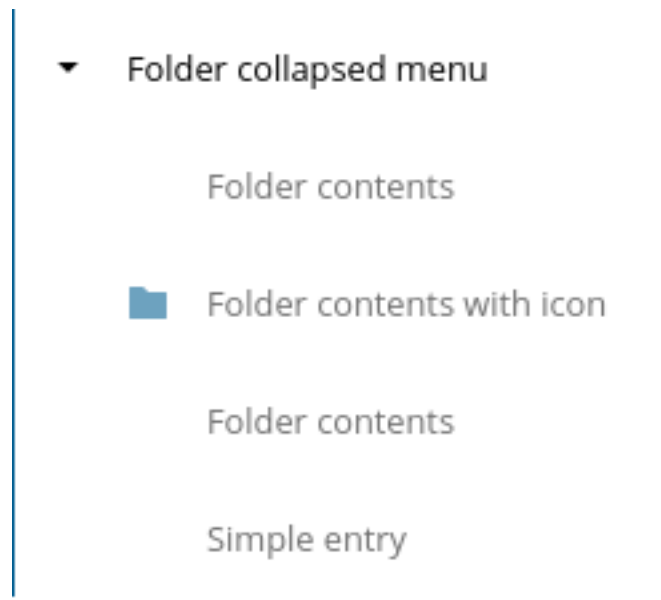 Folder collapsed menu
Folder contents
Folder contents with icon
Folder contents
Simple entry